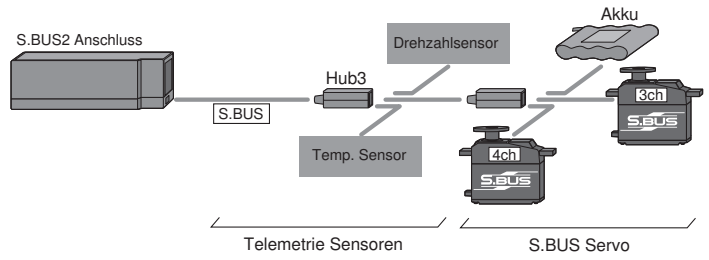 Akku
S.BUS2 Anschluss
Drehzahlsensor
Hub3
3ch
S.BUS
S.BUS
Temp. Sensor
4ch
S.BUS
Telemetrie Sensoren
S.BUS Servo